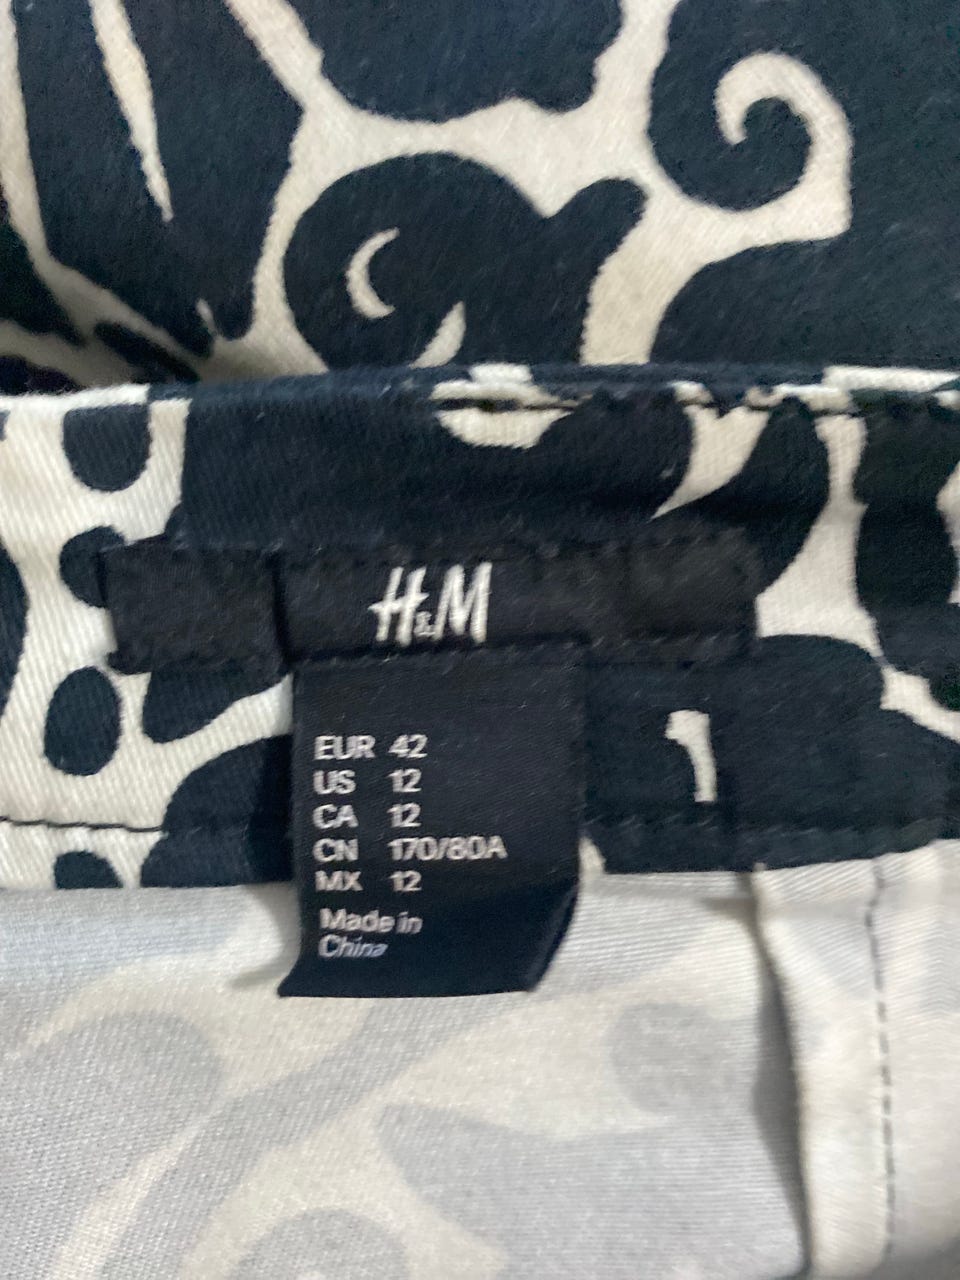 H&M
EUR 42
US 12
CA 12
CN 170/80A
MX 12
Made in
China